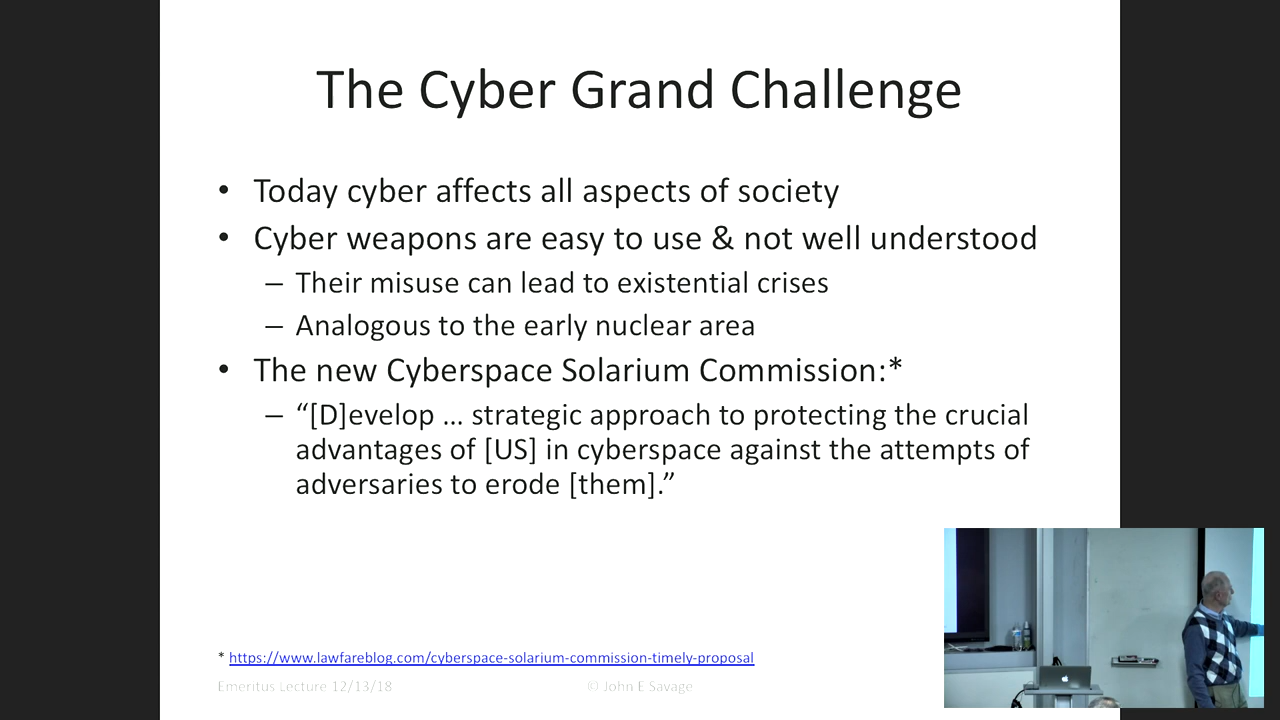 The Cyber Grand Challenge
• Today cyber affects all aspects of society
• Cyber weapons are easy to use & not well understood
– Their misuse can lead to existential crises
– Analogous to the early nuclear area
• The new Cyberspace Solarium Commission:*
– “[D]evelop … strategic approach to protecting the crucial
advantages of [US] in cyberspace against the attempts of
adversaries to erode [them].”
* https://www.lawfareblog.com/cyberspace-solarium-commission-timely-proposal
Emeritus Lecture 12/13/18 © John E Savage